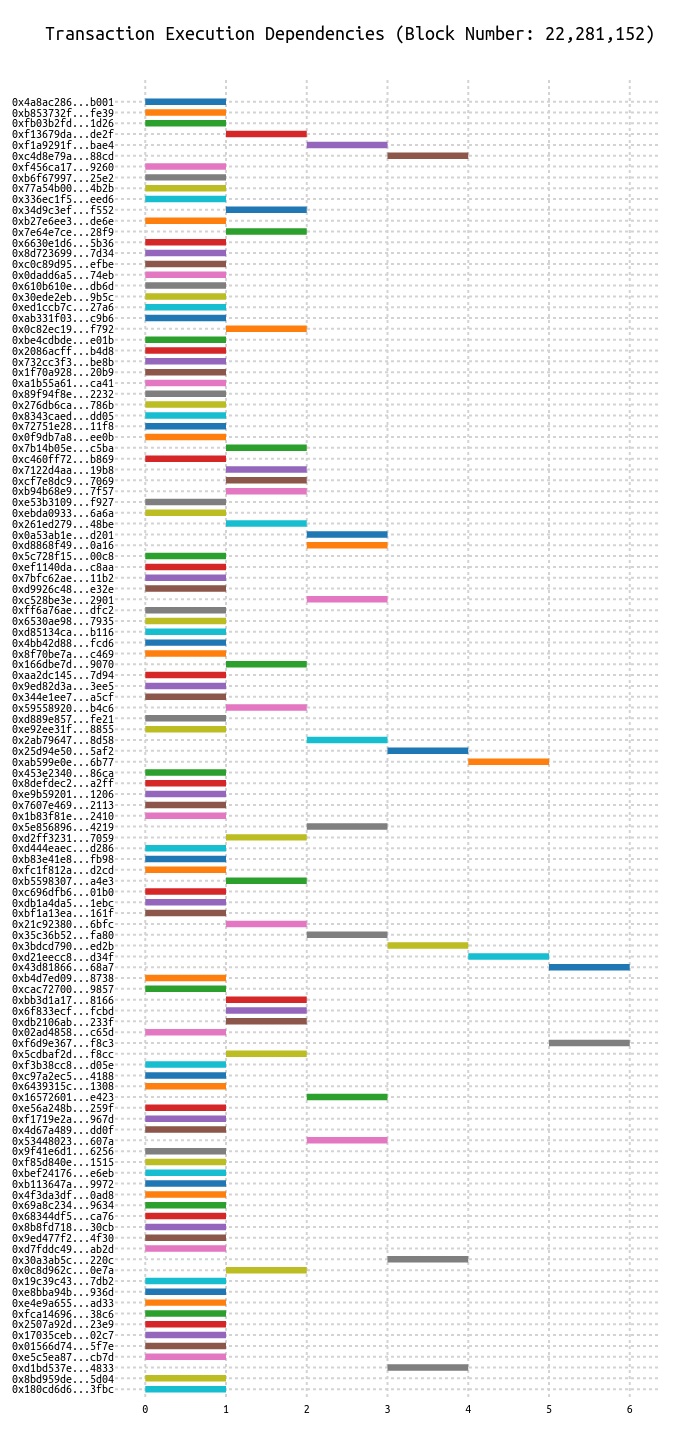 Transaction Execution Dependencies (Block Number: 22,281,152)
0x4a8ac286...b001
0xb853732f...fe39
0xfb03b2fd...1d26
0xf13679da...de2f
0xf1a9291f...bae4
0xc4d8e79a...88cd
0xf456ca17...9260
0xb6f67997...25e2
0x77a54b00...4b2b
0x336ec1f5...eed6
0x34d9c3ef...f552
0xb27e6ee3...de6e
0x7e64e7ce...28f9
0x6630e1d6...5b36
0x8d723699...7d34
0xc0c89d95...efbe
0x0dadd6a5...74eb
0x610b610e...db6d
0x30ede2eb...9b5c
0xed1ccb7c...27a6
0xab331f03...c9b6
0x0c82ec19...f792
0xbe4cdbde...e01b
0x2086acff...b4d8
0x732cc3f3...be8b
0x1f70a928...20b9
0xa1b55a61...ca41
0x89f94f8e...2232
0x276db6ca...786b
0x8343caed...dd05
0x72751e28...11f8
0x0f9db7a8...ee0b
0x7b14b05e...c5ba
0xc460ff72...b869
0x7122d4aa...19b8
0xcf7e8dc9...7069
0xb94b68e9...7f57
0xe53b3109...f927
0xebda0933...6a6a
0x261ed279...48be
0x0a53ab1e...d201
0xd8868f49...0a16
0x5c728f15...00c8
0xef1140da...c8aa
0x7bfc62ae...11b2
0xd9926c48...e32e
0xc528be3e...2901
0xff6a76ae...dfc2
0x6530ae98...7935
0xd85134ca...b116
0x4bb42d88...fcd6
0x8f70be7a...c469
0x166dbe7d...9070
0xaa2dc145...7d94
0x9ed82d3a...3ee5
0x344e1ee7...a5cf
0x59558920...b4c6
0xd889e857...fe21
0xe92ee31f...8855
0x2ab79647...8d58
0x25d94e50...5af2
0xab599e0e...6b77
0x453e2340...86ca
0x8defdec2...a2ff
0xe9b59201...1206
0x7607e469...2113
0x1b83f81e...2410
0x5e856896...4219
0xd2ff3231...7059
0xd444eaec...d286
0xb83e41e8...fb98
0xfc1f812a...d2cd
0xb5598307...a4e3
0xc696dfb6...01b0
0xdb1a4da5...1ebc
0xbf1a13ea...161f
0x21c92380...6bfc
0x35c36b52...fa80
0x3bdcd790...ed2b
0xd21eecc8...d34f
0x43d81866...68a7
0xb4d7ed09...8738
0xcac72700...9857
0xbb3d1a17...8166
0x6f833ecf...fcbd
0xdb2106ab...233f
0x02ad4858...c65d
0xf6d9e367...f8c3
0x5cdbaf2d...f8cc
0xf3b38cc8...d05e
0xc97a2ec5...4188
0x6439315c...1308
0x16572601...e423
0xe56a248b...259f
0xf1719e2a...967d
0x4d67a489...dd0f
0x53448023...607a
0x9f41e6d1...6256
0xf85d840e...1515
0xbef24176...e6eb
0xb113647a...9972
0x4f3da3df...0ad8
0x69a8c234...9634
0x68344df5...ca76
0x8b8fd718...30cb
0x9ed477f2...4f30
0xd7fddc49...ab2d
0x30a3ab5c...220c
0x0c8d962c...0e7a
0x19c39c43...7db2
0xe8bba94b...936d
0xe4e9a655...ad33
0xfca14696...38c6
0x2507a92d...23e9
0x17035ceb...02c7
0x01566d74...5f7e
0xe5c5ea87...cb7d
0xd1bd537e...4833
0x8bd959de...5d04
0x180cd6d6...3fbc
0 1 2 3 4 5 6